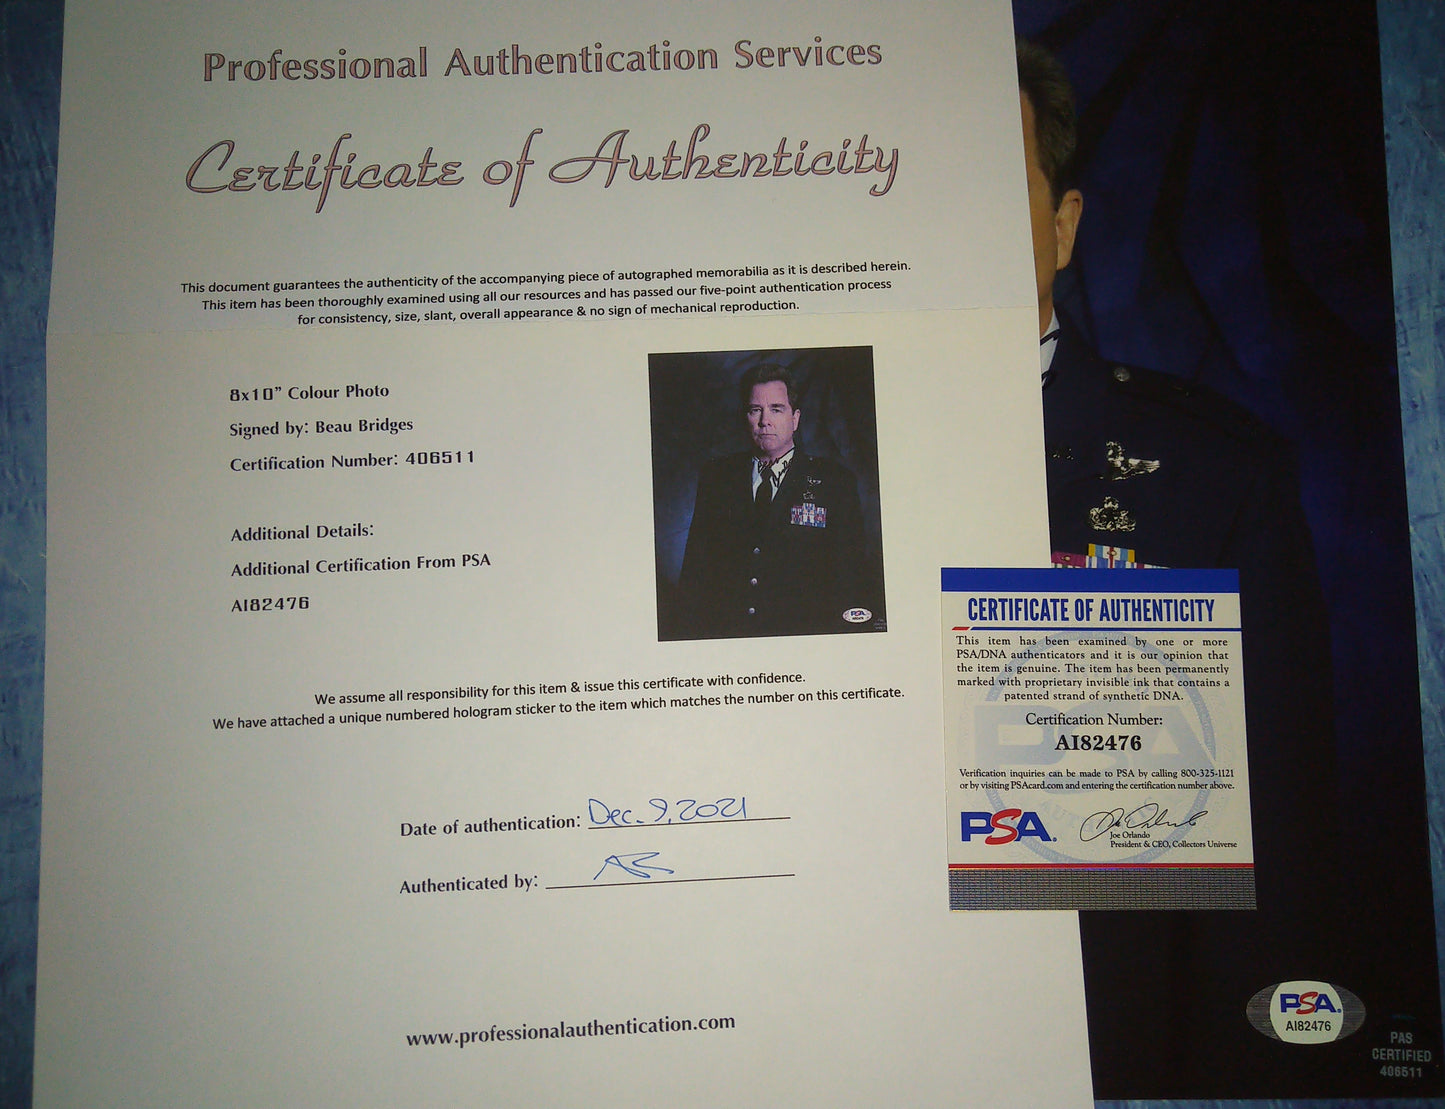 Professional Authentication Services
Certificate of Authenticity
This document guarantees the authenticity of the accompanying piece of autographed memorabilia as it is described herein.
This item has been thoroughly examined using all our resources and has passed our five-point authentication process
for consistency, size, slant, overall appearance & no sign of mechanical reproduction.
8x10” Colour Photo
Signed by: Beau Bridges
Certification Number: 406511
Additional Details:
Additional Certification From PSA
AI82476
PSA
We assume all responsibility for this item & issue this certificate with confidence.
We have attached a unique numbered hologram sticker to the item which matches the number on this certificate.
Date of authentication: Dec. 9, 2021
Authenticated by:
www.professionalauthentication.com
CERTIFICATE OF AUTHENTICITY
This item has been examined by one or more
PSA/DNA authenticators and it is our opinion that
the item is genuine. The item has been permanently
marked with proprietary invisible ink that contains a
patented strand of synthetic DNA.
Certification Number:
AI82476
Verification inquiries can be made to PSA by calling 800-325-1121
or by visiting PSAcard.com and entering the certification number above.
PSA.
Joe Orlando
President & CEO, Collectors Universe
PSA.
AI82476
PAS
CERTIFIED
406511